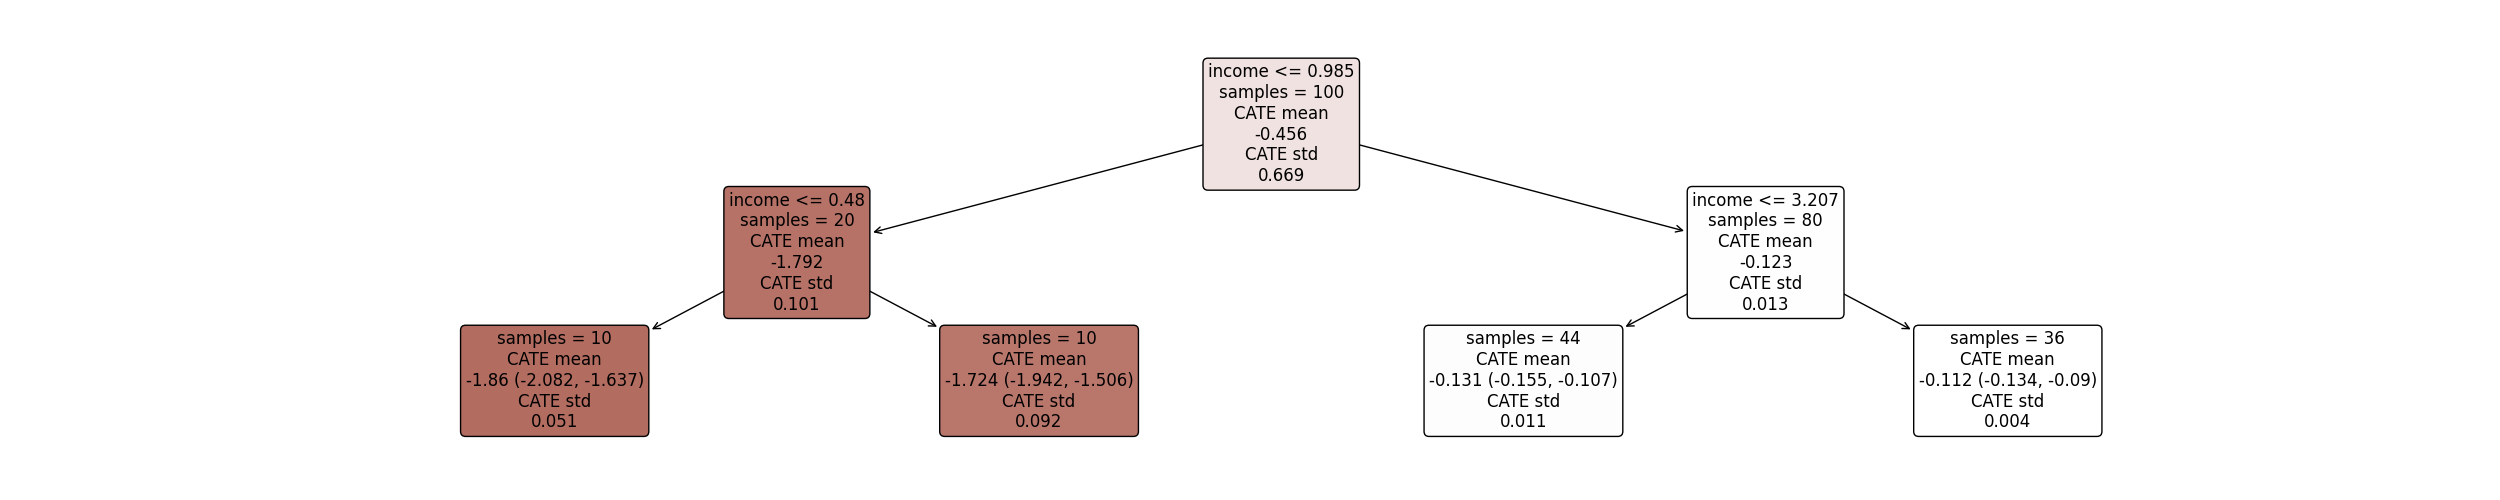 income <= 0.985
samples = 100
CATE mean
-0.456
CATE std
0.669
income <= 0.48
samples = 20
CATE mean
-1.792
CATE std
0.101
income <= 3.207
samples = 80
CATE mean
-0.123
CATE std
0.013
samples = 10
CATE mean
-1.86 (-2.082, -1.637)
CATE std
0.051
samples = 10
CATE mean
-1.724 (-1.942, -1.506)
CATE std
0.092
samples = 44
CATE mean
-0.131 (-0.155, -0.107)
CATE std
0.011
samples = 36
CATE mean
-0.112 (-0.134, -0.09)
CATE std
0.004